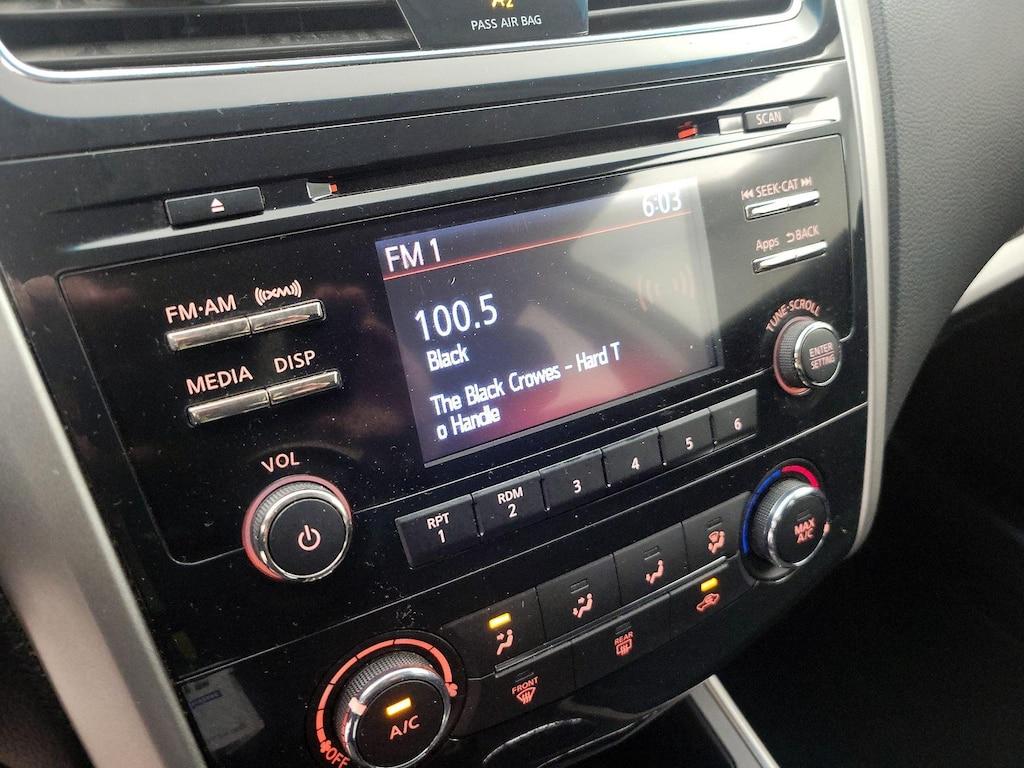 PASS AIR BAG
SCAN
SEEK·CAT
6:03
FM 1
Apps BACK
FM·AM
((XM))
100.5
Black
The Black Crowes - Hard T
o Handle
TUNE·SCROLL
ENTER
SETTING
MEDIA
DISP
VOL
RPT
1
RDM
2
3
4
5
6
MAX
A/C
REAR
FRONT
A/C
OFF